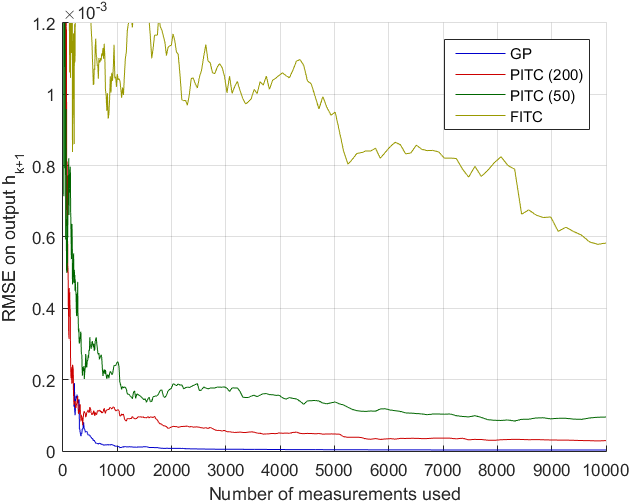 ×10⁻³
1.2
1
0.8
0.6
0.4
0.2
0
RMSE on output h_{k+1}
GP
PITC (200)
PITC (50)
FITC
0 1000 2000 3000 4000 5000 6000 7000 8000 9000 10000
Number of measurements used